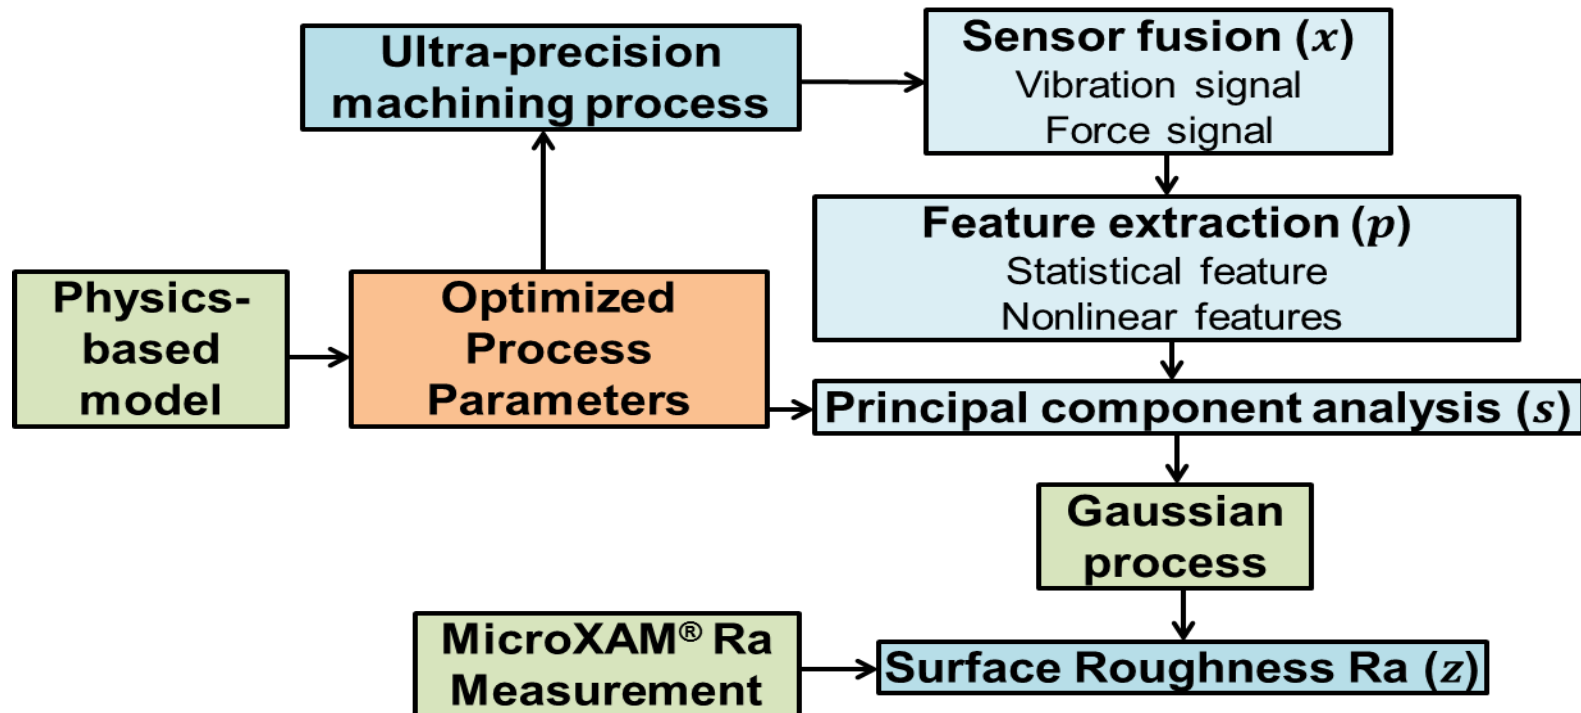 Ultra-precision
machining process
Sensor fusion (x)
Vibration signal
Force signal
Feature extraction (p)
Statistical feature
Nonlinear features
Physics-
based
model
Optimized
Process
Parameters
Principal component analysis (s)
Gaussian
process
MicroXAM® Ra
Measurement
Surface Roughness Ra (z)